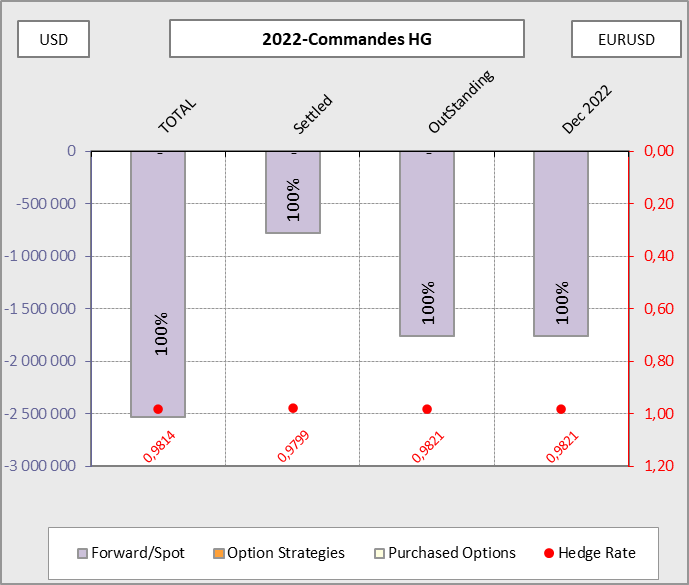 USD
2022-Commandes HG
EURUSD
TOTAL
Settled
OutStanding
Dec 2022
0
-500 000
-1 000 000
-1 500 000
-2 000 000
-2 500 000
-3 000 000
100%
100%
100%
100%
0,9814
0,9799
0,9821
0,9821
0,00
0,20
0,40
0,60
0,80
1,00
1,20
Forward/Spot
Option Strategies
Purchased Options
Hedge Rate